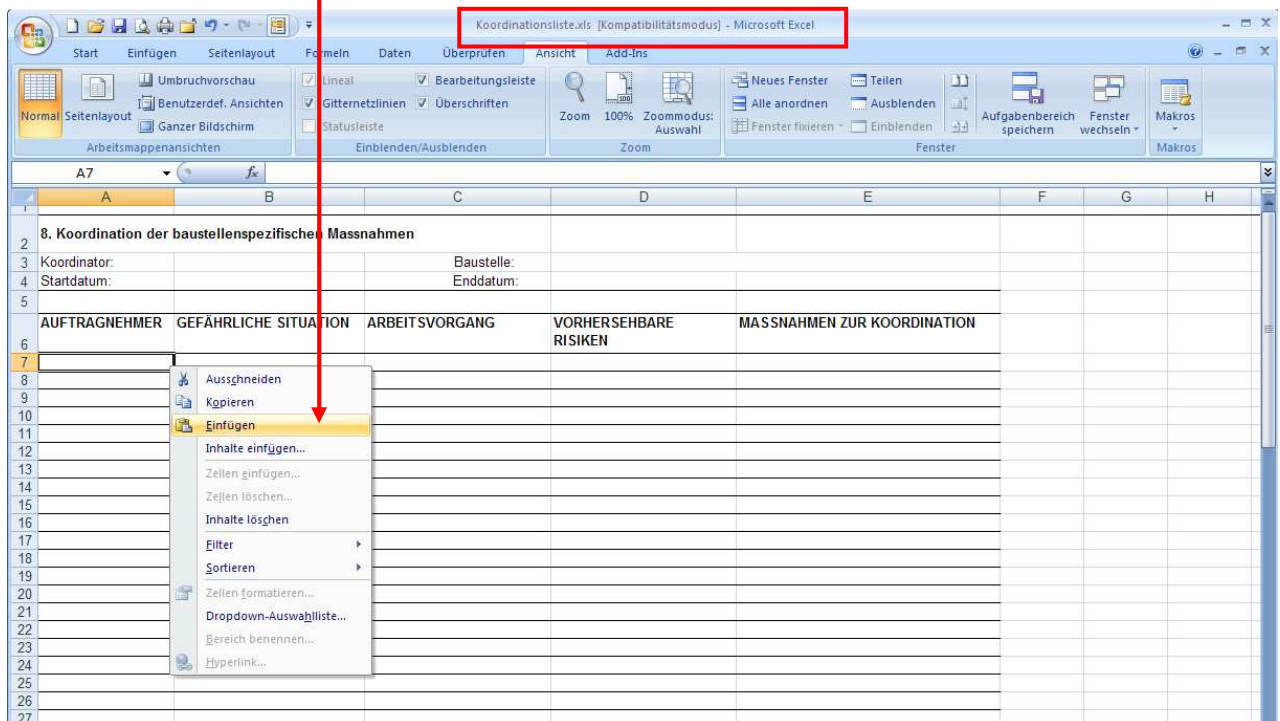 Koordinationsliste.xls [Kompatibilitätsmodus] - Microsoft Excel
Start Einfügen Seitenlayout Formeln Daten Überprüfen Ansicht Add-Ins
Normal
Seitenlayout
Umbruchvorschau
Benutzerdef. Ansichten
Ganzer Bildschirm
Arbeitsmappenansichten
Lineal
Bearbeitungsleiste
Gitternetzlinien
Überschriften
Statusleiste
Einblenden/Ausblenden
Zoom
100%
Zoommodus:
Auswahl
Zoom
Neues Fenster
Alle anordnen
Fenster fixieren
Teilen
Ausblenden
Einblenden
Aufgabenbereich
speichern
Fenster
wechseln
Fenster
Makros
Makros
A7 fx
A B C D E F G H
1
2 8. Koordination der baustellenspezifischen Massnahmen
3 Koordinator: Baustelle:
4 Startdatum: Enddatum:
5
AUFTRAGNEHMER GEFÄHRLICHE SITUATION ARBEITSVORGANG VORHERSEHBARE MASSNAHMEN ZUR KOORDINATION
6 RISIKEN
7
8
9
10
11
12
13
14
15
16
17
18
19
20
21
22
23
24
25
26
27
Ausschneiden
Kopieren
Einfügen
Inhalte einfügen...
Zellen einfügen...
Zellen löschen...
Inhalte löschen
Filter
Sortieren
Zellen formatieren...
Dropdown-Auswahlliste...
Bereich benennen...
Hyperlink...